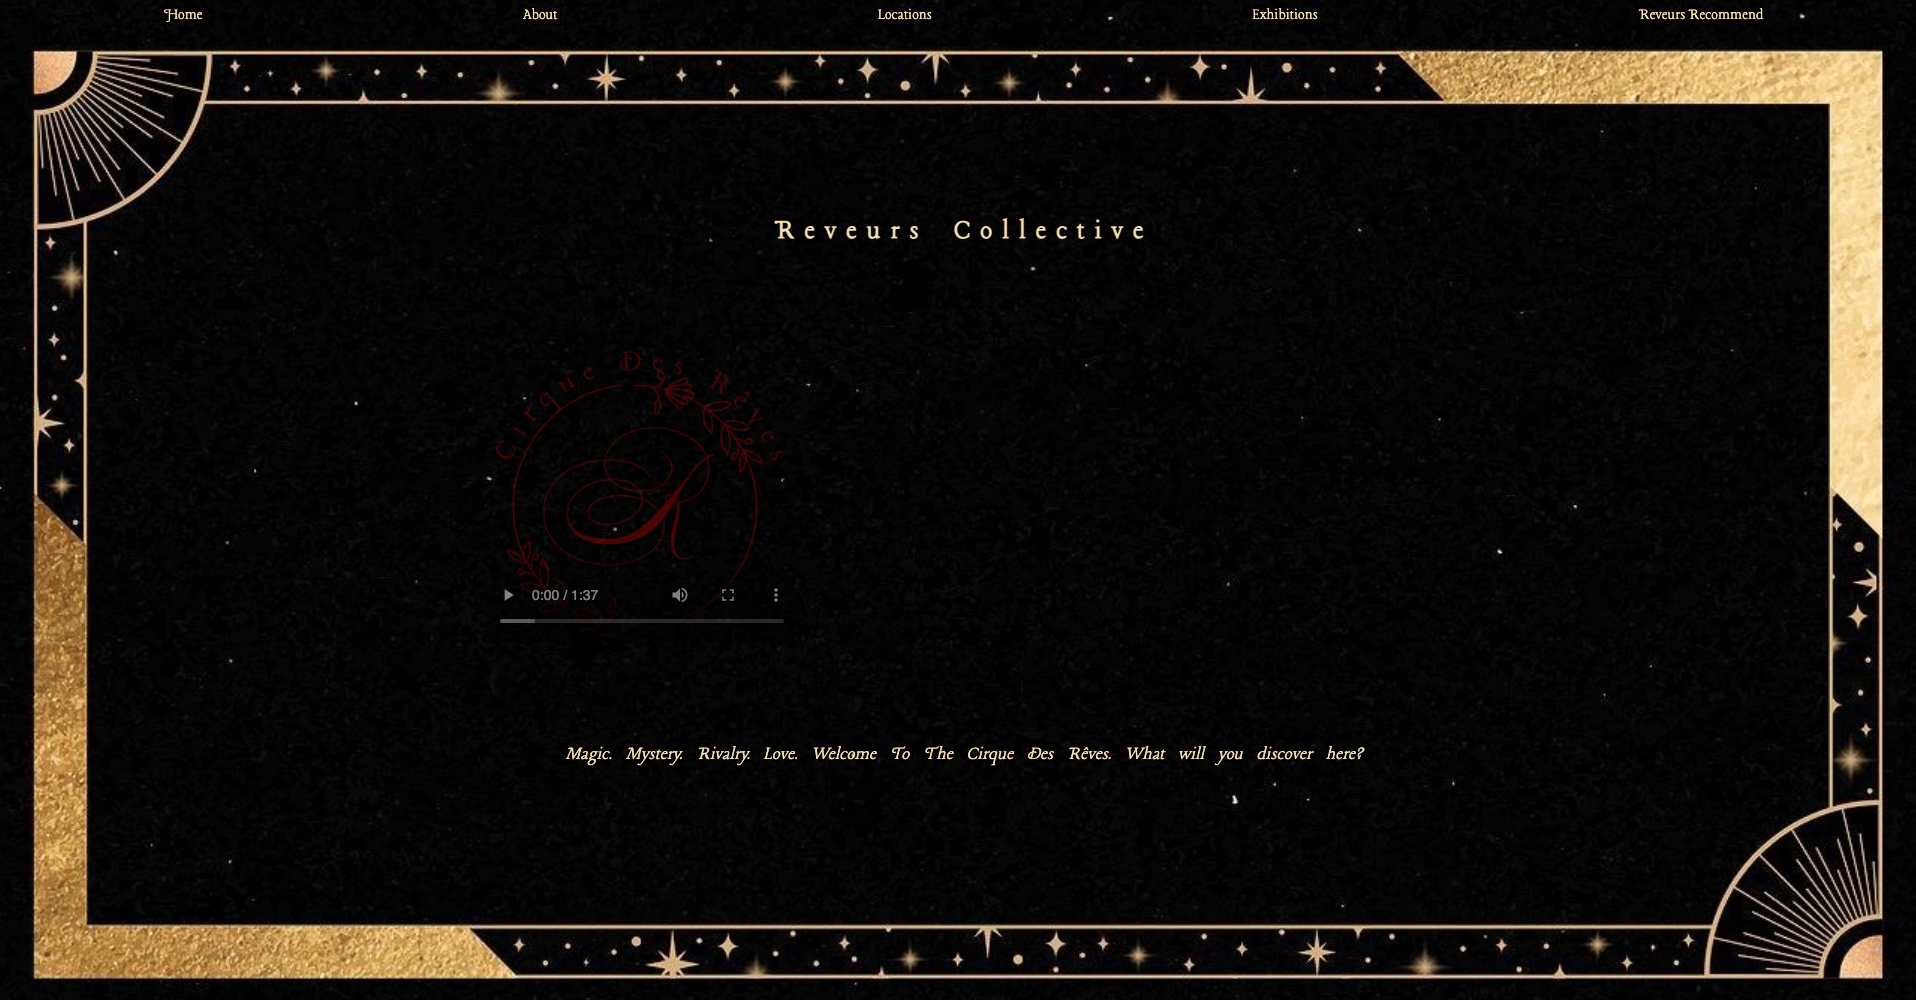 Home About Locations Exhibitions Reveurs Recommend
Reveurs Collective
Cirque Des Rêves
R
0:00 / 1:37
Magic. Mystery. Rivalry. Love. Welcome To The Cirque Des Rêves. What will you discover here?